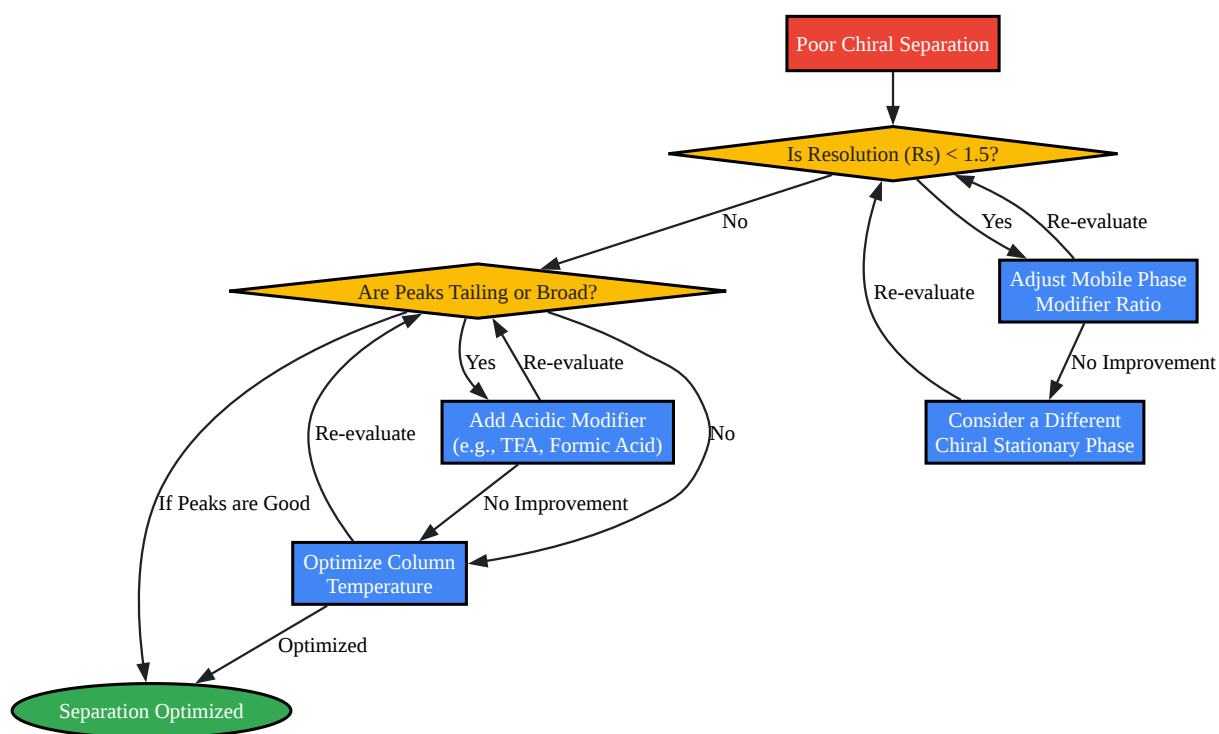 Poor Chiral Separation
Is Resolution (Rs) < 1.5?
No
Yes
Re-evaluate
Are Peaks Tailing or Broad?
Re-evaluate
Adjust Mobile Phase
Modifier Ratio
Yes
Re-evaluate
No Improvement
Add Acidic Modifier
(e.g., TFA, Formic Acid)
Re-evaluate
No
Consider a Different
Chiral Stationary Phase
If Peaks are Good
No Improvement
Optimize Column
Temperature
Optimized
Separation Optimized